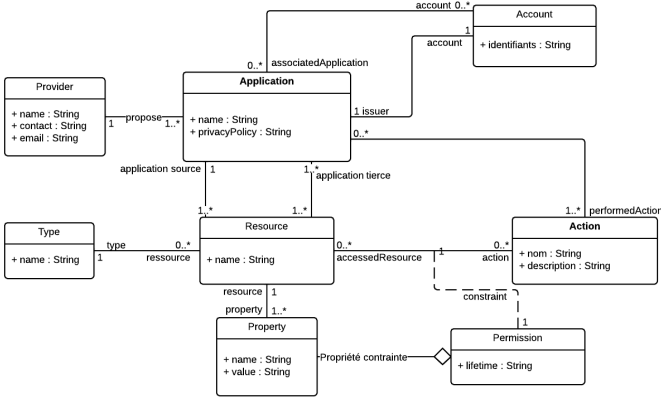 account 0..*
Account
+ identifiants : String
1
account
0..*
associatedApplication
Application
+ name : String
+ privacyPolicy : String
1 issuer
0..*
Provider
+ name : String
+ contact : String
+ email : String
1
propose
1..*
application source
1
1..*
application tierce
1..*
1..*
1..*
performedAction
Type
+ name : String
type
1
0..*
ressource
Resource
+ name : String
0..*
accessedResource
1
0..*
action
Action
+ nom : String
+ description : String
resource
1
property
1..*
constraint
1
Property
+ name : String
+ value : String
Propriété contrainte
Permission
+ lifetime : String